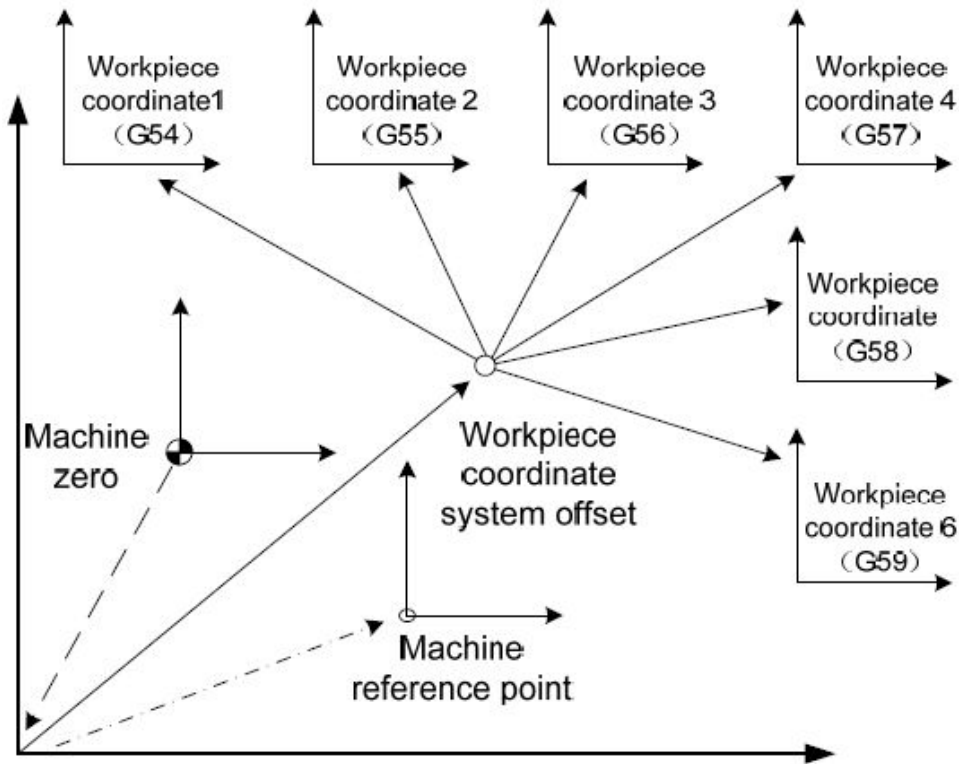 Workpiece
coordinate1
（G54）
Workpiece
coordinate 2
（G55）
Workpiece
coordinate 3
（G56）
Workpiece
coordinate 4
（G57）
Workpiece
coordinate
（G58）
Workpiece
coordinate 6
（G59）
Machine
zero
Workpiece
coordinate
system offset
Machine
reference point